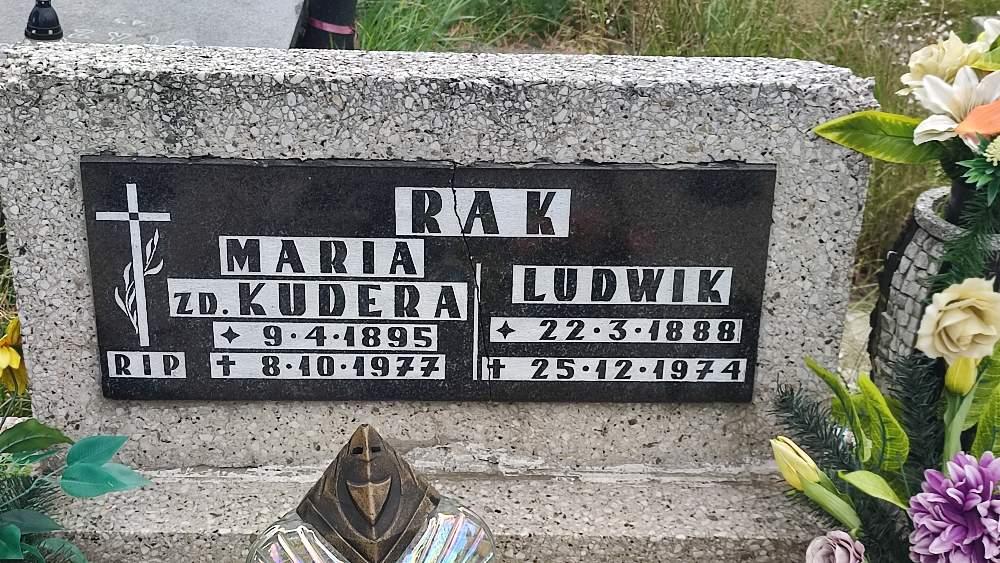 RAK
MARIA
ZD. KUDERA
✦ 9·4·1895
✝ 8·10·1977
RIP
LUDWIK
✦ 22·3·1888
✝ 25·12·1974